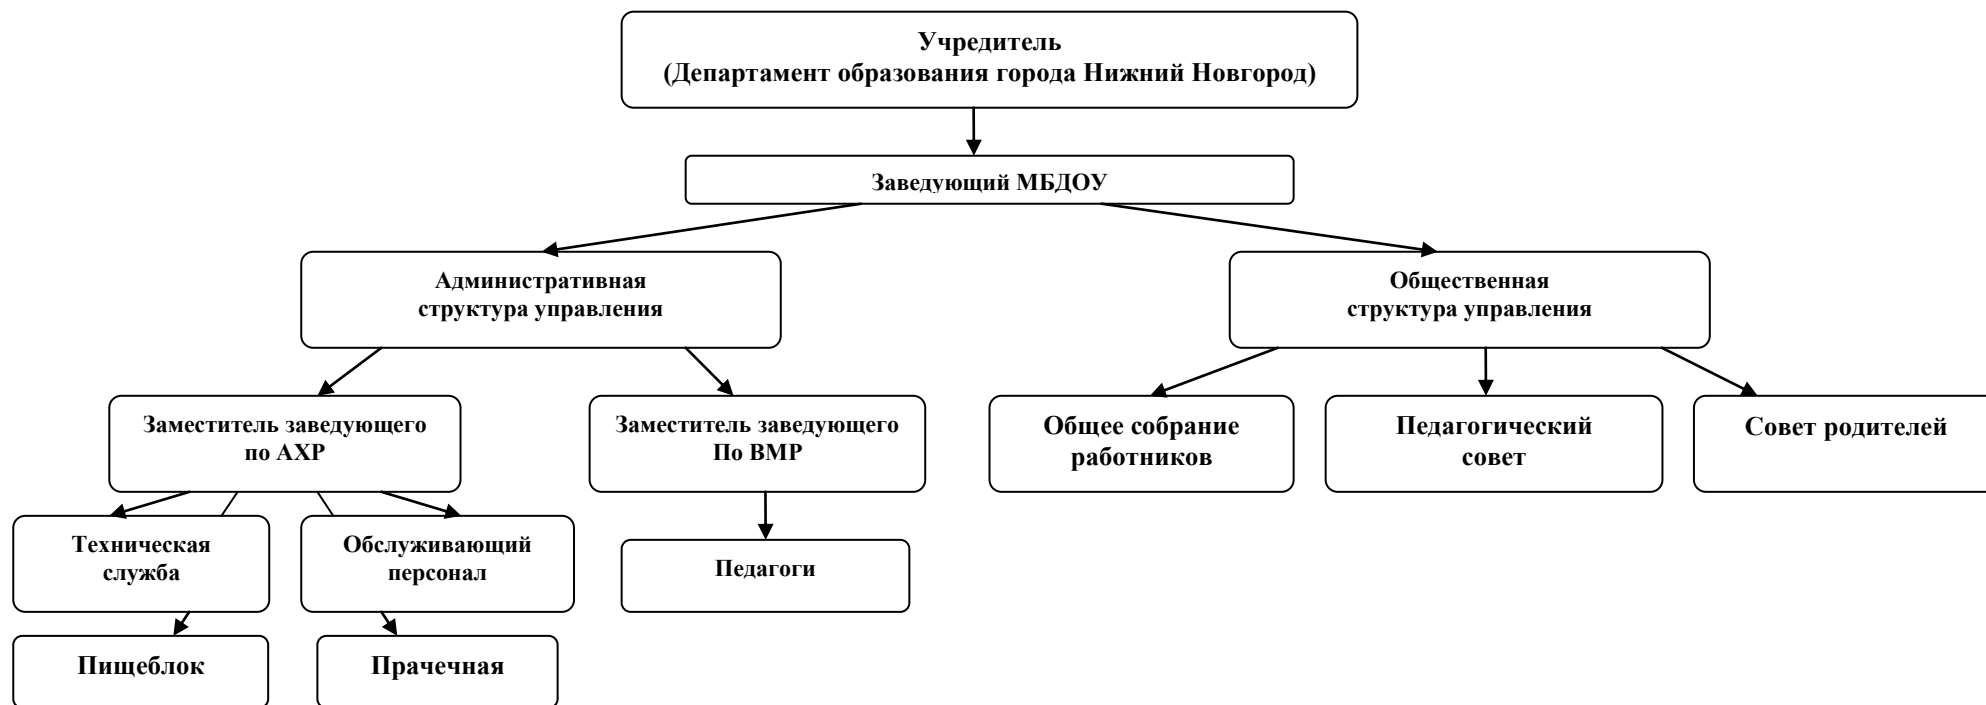 Учредитель
(Департамент образования города Нижний Новгород)
Заведующий МБДОУ
Административная
структура управления
Общественная
структура управления
Заместитель заведующего
по АХР
Заместитель заведующего
По ВМР
Общее собрание
работников
Педагогический
совет
Совет родителей
Техническая
служба
Обслуживающий
персонал
Педагоги
Пищеблок
Прачечная